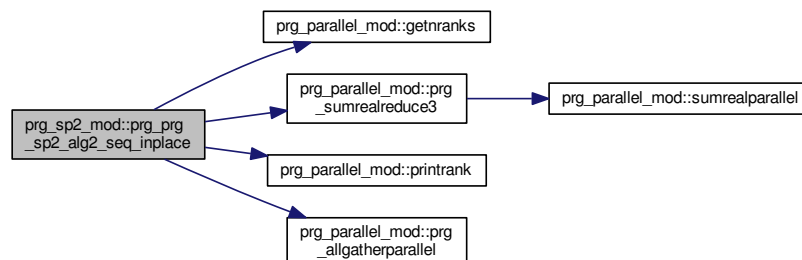 prg_parallel_mod::getnranks
prg_parallel_mod::prg
_sumrealreduce3
prg_parallel_mod::sumrealparallel
prg_sp2_mod::prg_prg
_sp2_alg2_seq_inplace
prg_parallel_mod::printrank
prg_parallel_mod::prg
_allgatherparallel